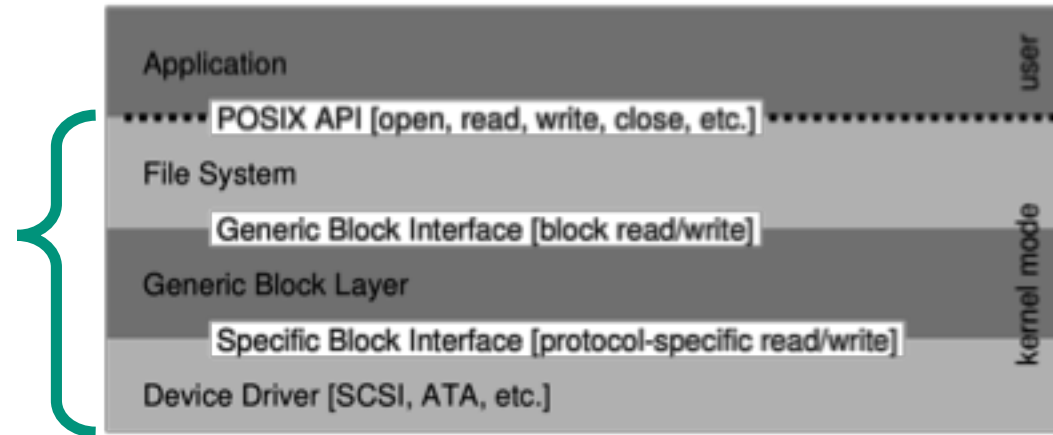 Application
user
POSIX API [open, read, write, close, etc.]
File System
Generic Block Interface [block read/write]
kernel mode
Generic Block Layer
Specific Block Interface [protocol-specific read/write]
Device Driver [SCSI, ATA, etc.]